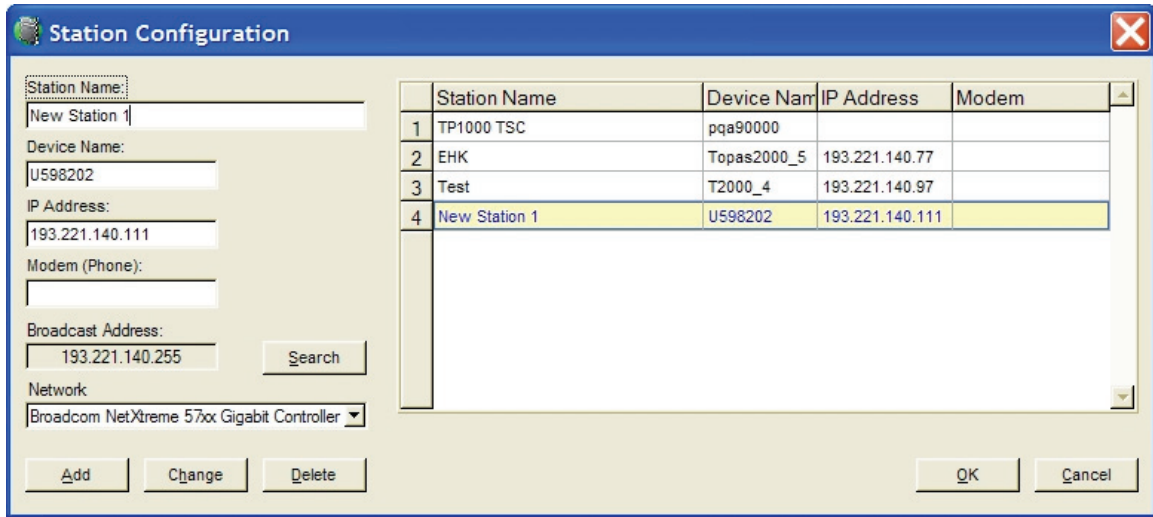 Station Configuration
Station Name:
New Station 1
Device Name:
U598202
IP Address:
193.221.140.111
Modem (Phone):
Broadcast Address:
193.221.140.255
Search
Network
Broadcom NetXtreme 57xx Gigabit Controller
Add Change Delete
Station Name Device Nam IP Address Modem
1 TP1000 TSC pqa90000
2 EHK Topas2000_5 193.221.140.77
3 Test T2000_4 193.221.140.97
4 New Station 1 U598202 193.221.140.111
OK Cancel